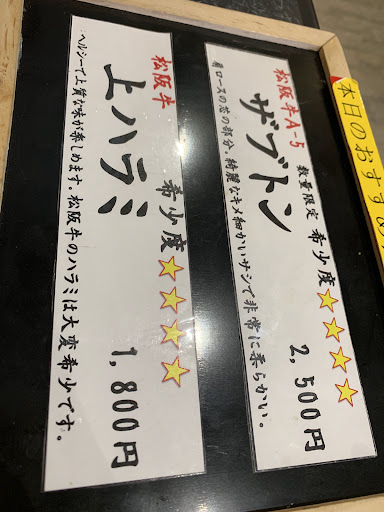 本日のおすすめ
松阪牛A-5 数量限定 希少度☆☆☆☆
ザブトン 2,500円
肩ロースの芯の部分、綺麗なキメ細かいサシで非常に柔らかい。
松阪牛 希少度☆☆☆☆
上ハラミ 1,800円
ヘルシーで上質な味が楽しめます。松阪牛のハラミは大変希少です。